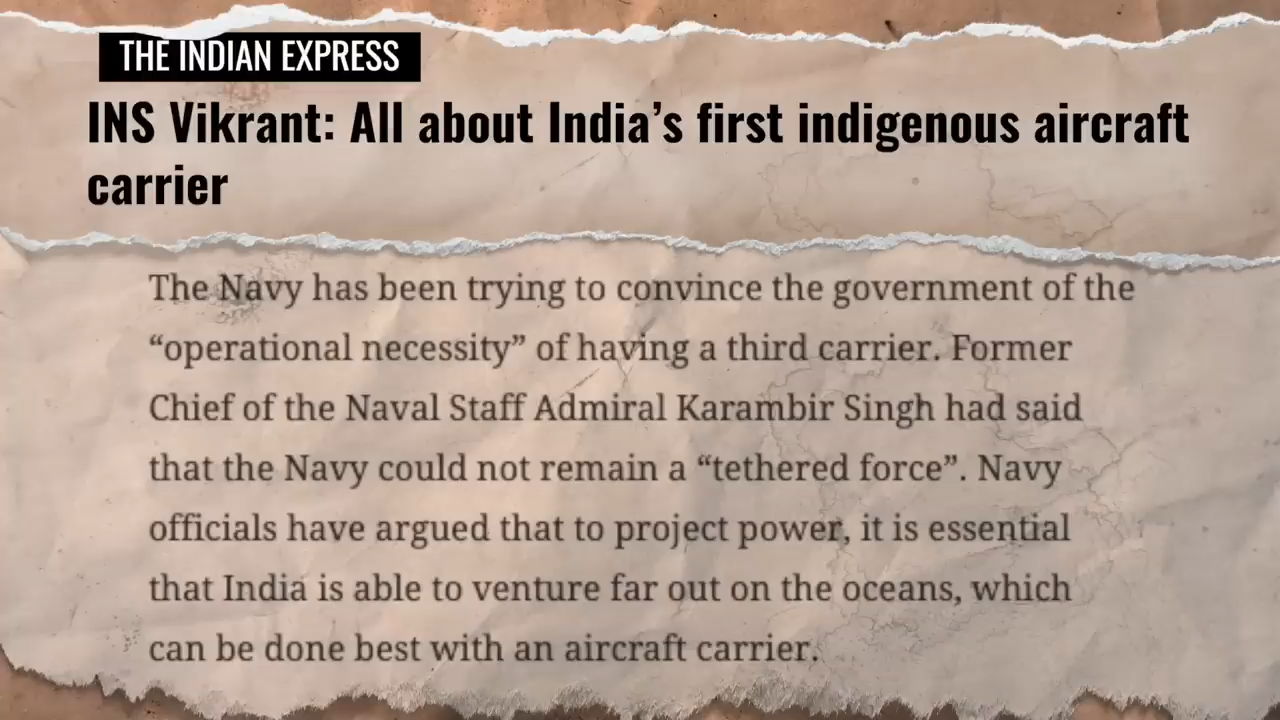 THE INDIAN EXPRESS
INS Vikrant: All about India’s first indigenous aircraft
carrier
The Navy has been trying to convince the government of the
“operational necessity” of having a third carrier. Former
Chief of the Naval Staff Admiral Karambir Singh had said
that the Navy could not remain a “tethered force”. Navy
officials have argued that to project power, it is essential
that India is able to venture far out on the oceans, which
can be done best with an aircraft carrier.